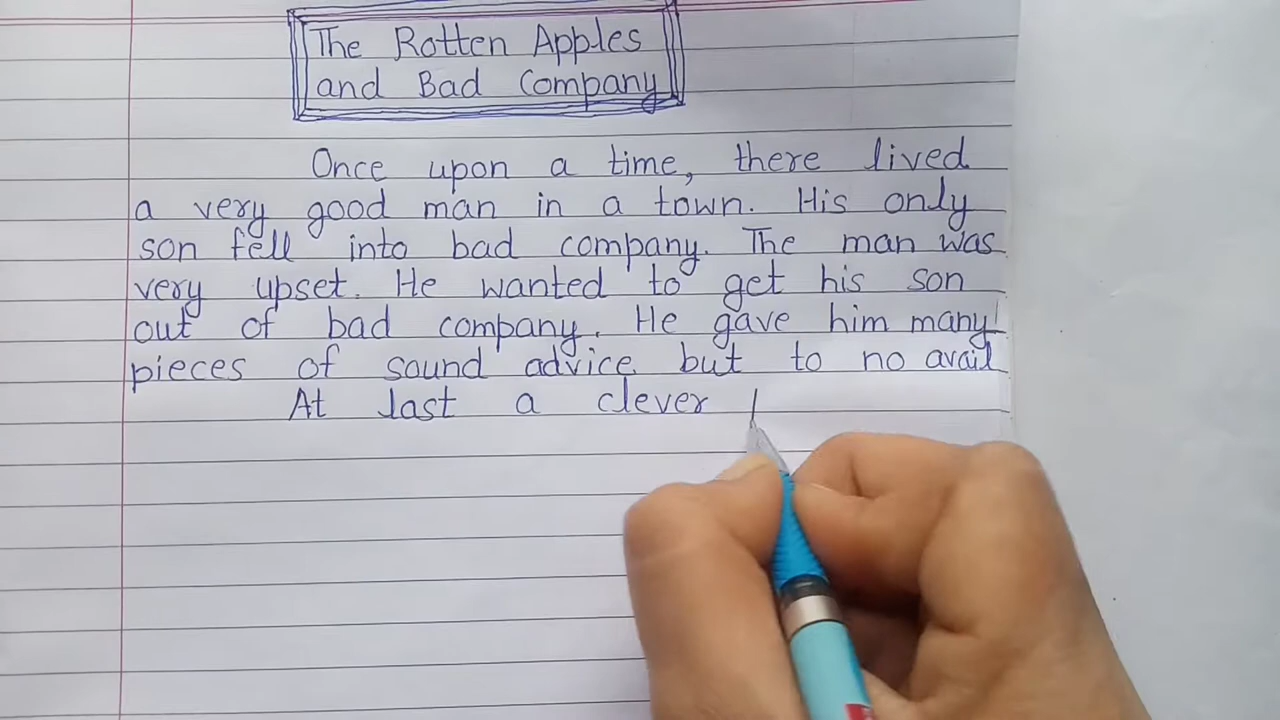 The Rotten Apples
and Bad Company
Once upon a time, there lived
a very good man in a town. His only
son fell into bad company. The man was
very upset. He wanted to get his son
out of bad company. He gave him many
pieces of sound advice but to no avail
At last a clever